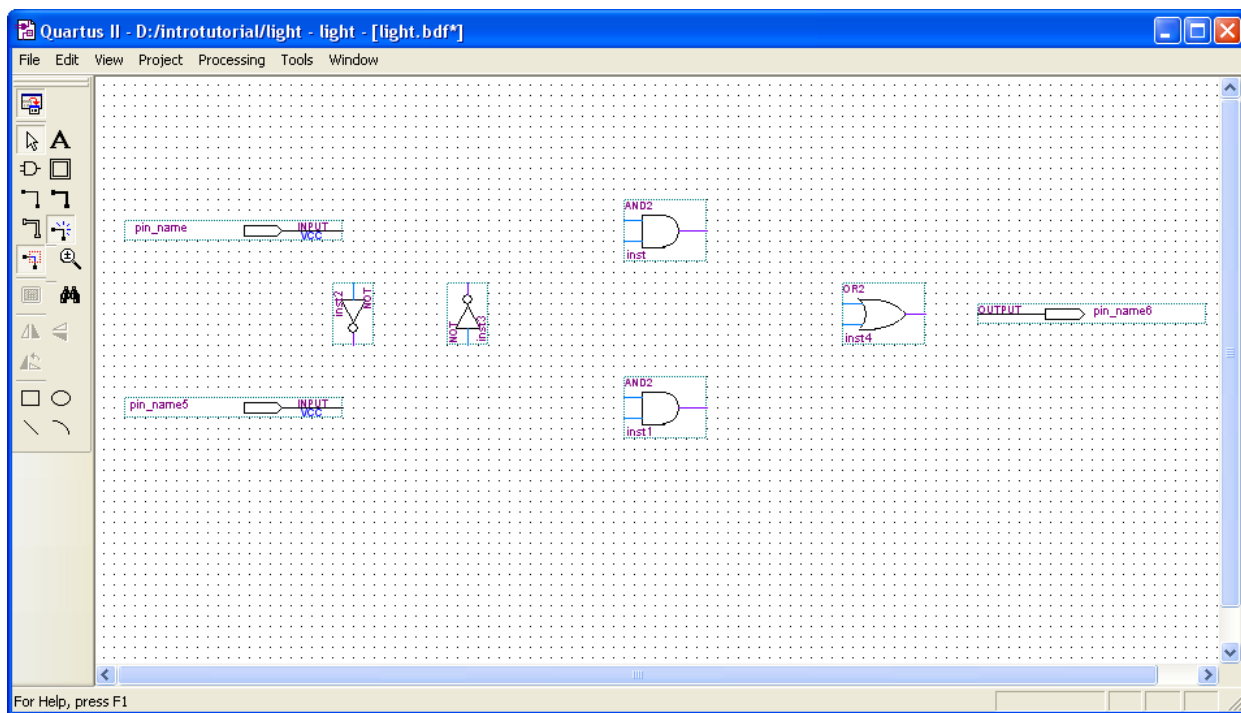 Quartus II - D:/introtutorial/light - light - [light.bdf*]
File Edit View Project Processing Tools Window
A
AND2
pin_name INPUT
VCC
inst
inst2 NOT
NOT inst3
OR2
OUTPUT pin_name6
inst4
AND2
pin_name5 INPUT
VCC
inst1
For Help, press F1